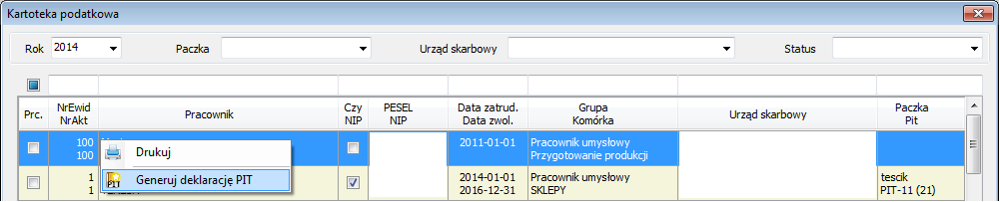 Kartoteka podatkowa
Rok 2014 Paczka Urząd skarbowy Status
Prc. NrEwid Pracownik Czy PESEL Data zatrud. Grupa Urząd skarbowy Paczka
NrAkt NIP NIP Data zwol. Komórka Pit
100 2011-01-01 Pracownik umysłowy
100 Drukuj Przygotowanie produkcji
1 Generuj deklarację PIT 2014-01-01 Pracownik umysłowy tescik
1 2016-12-31 SKLEPY PIT-11 (21)